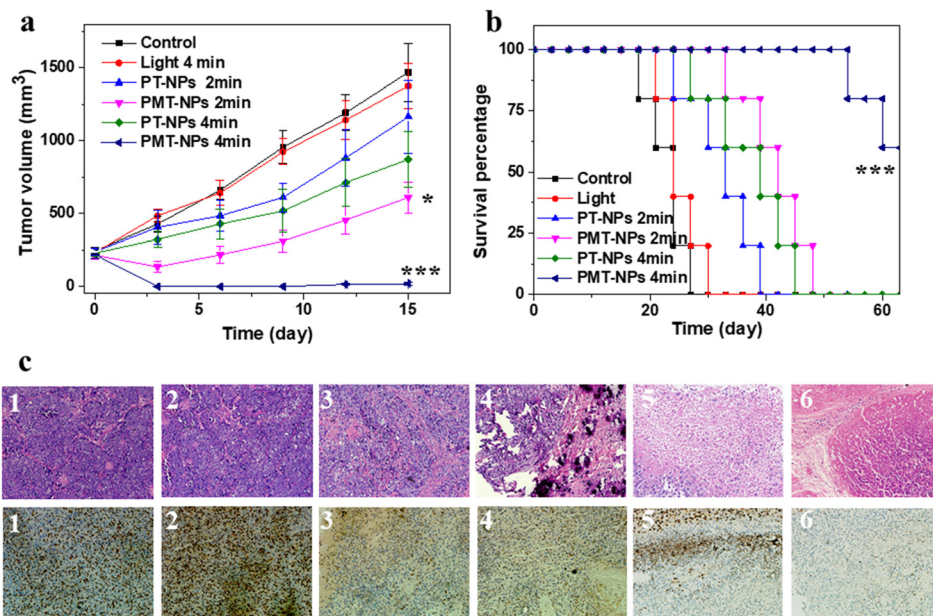 a
Tumor volume (mm³)
1500
1000
500
0
Control
Light 4 min
PT-NPs 2min
PMT-NPs 2min
PT-NPs 4min
PMT-NPs 4min
*
***
0
5
10
15
Time (day)
b
Survival percentage
100
75
50
25
0
Control
Light
PT-NPs 2min
PMT-NPs 2min
PT-NPs 4min
PMT-NPs 4min
***
0
20
40
60
Time (day)
c
1
2
3
4
5
6
1
2
3
4
5
6